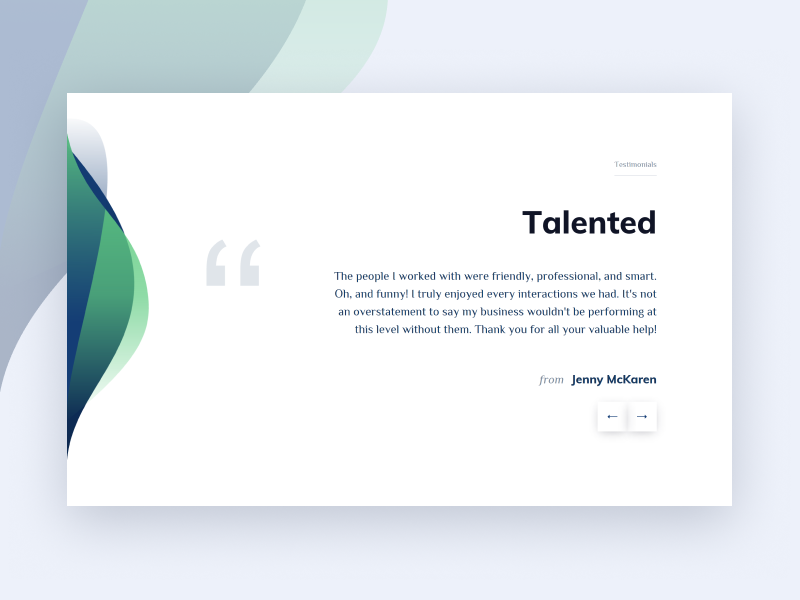 Testimonials
Talented
“
The people I worked with were friendly, professional, and smart.
Oh, and funny! I truly enjoyed every interactions we had. It's not
an overstatement to say my business wouldn't be performing at
this level without them. Thank you for all your valuable help!
from Jenny McKaren
← →